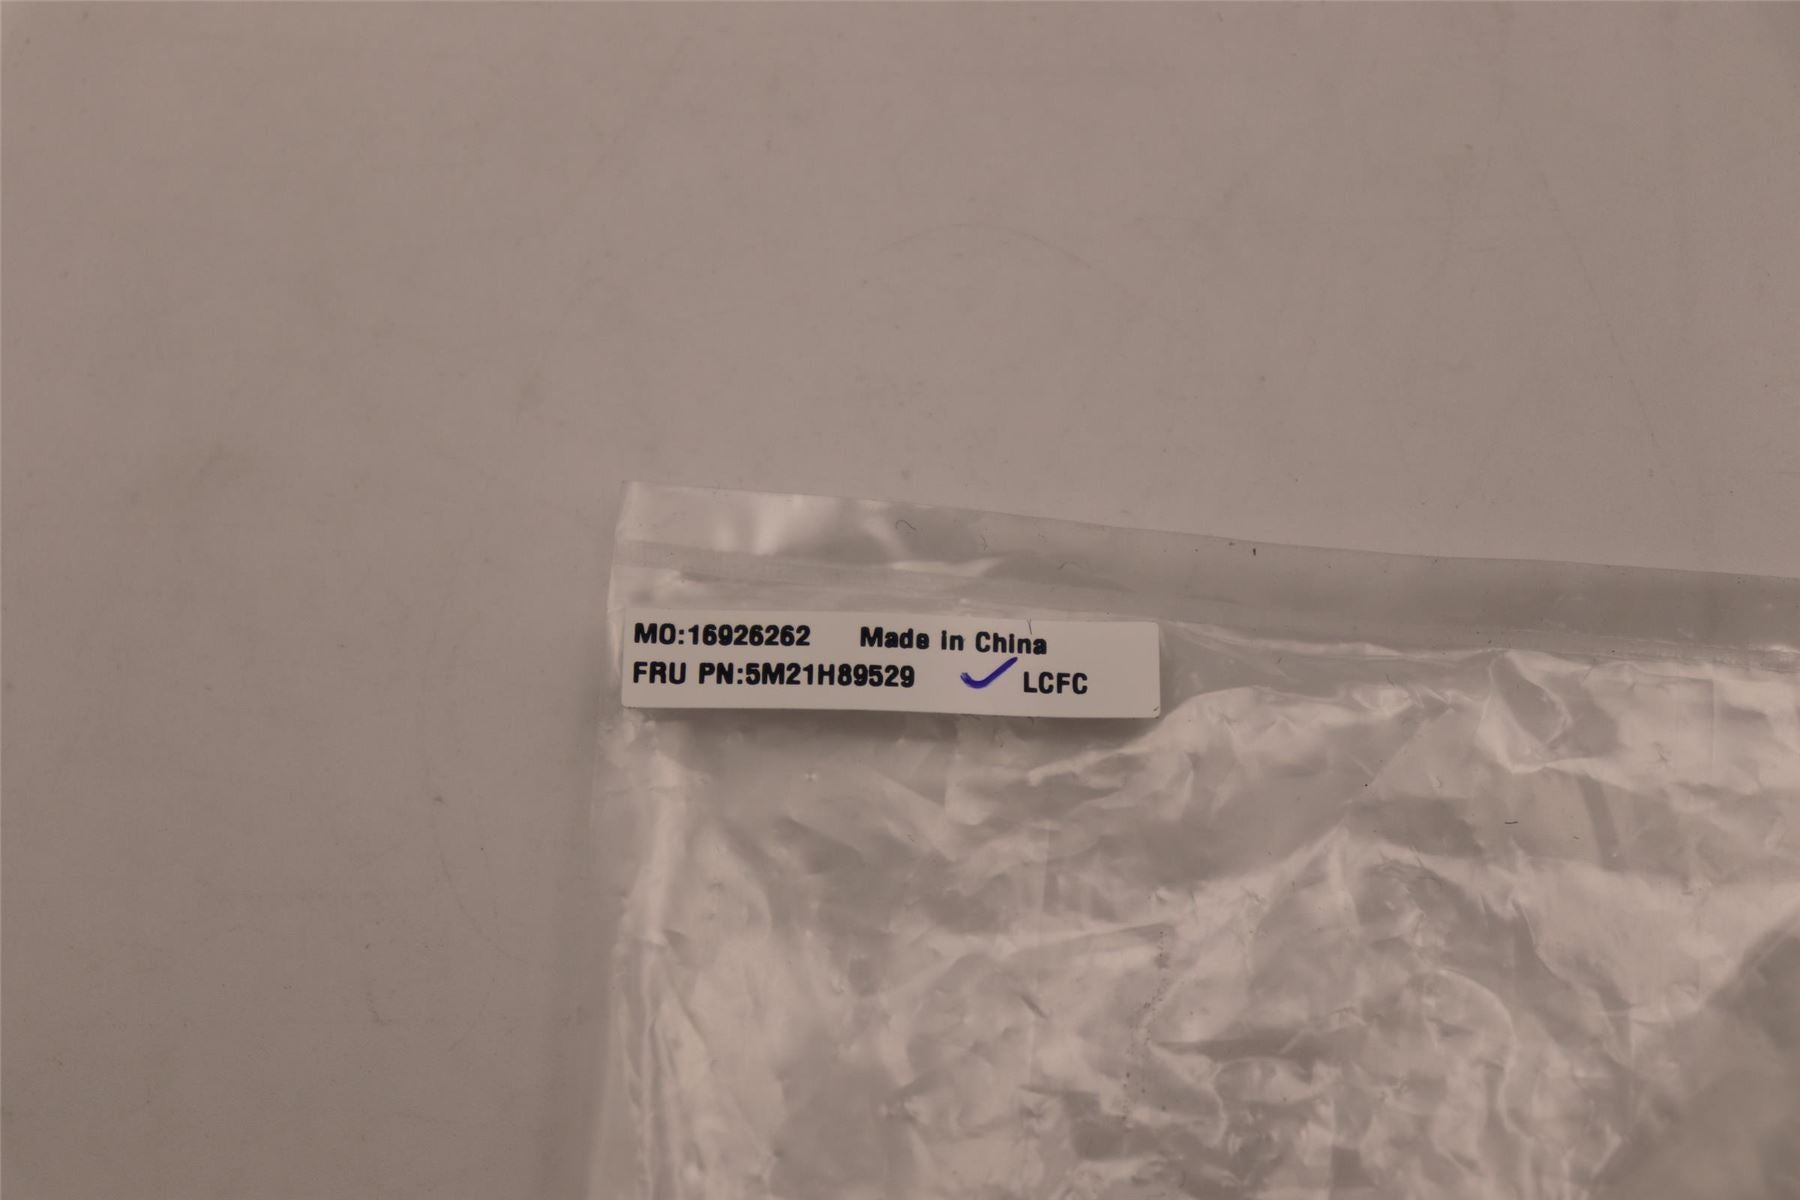 MO:16926262 Made in China
FRU PN:5M21H89529 LCFC